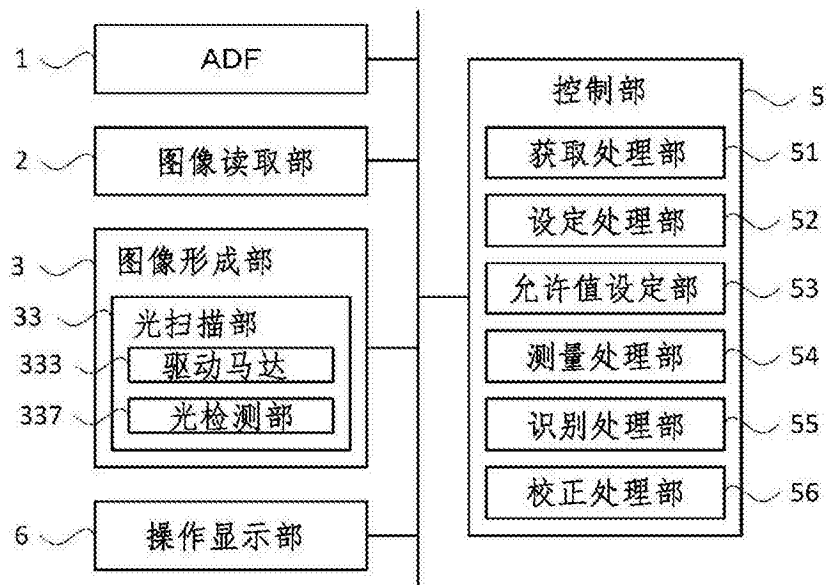 1 ADF
2 图像读取部
3 图像形成部
33 光扫描部
333 驱动马达
337 光检测部
6 操作显示部
控制部 5
获取处理部 51
设定处理部 52
允许值设定部 53
测量处理部 54
识别处理部 55
校正处理部 56